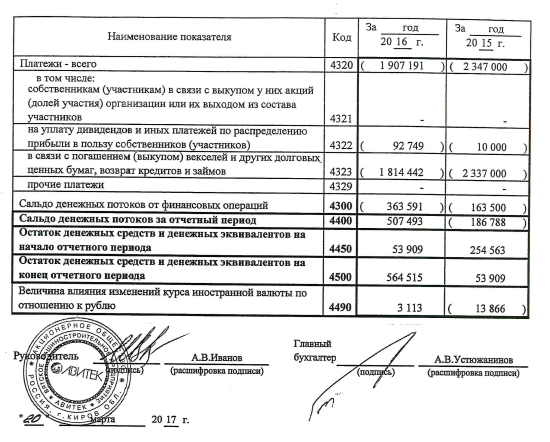 Наименование показателя Код За год 20 16 г. За год 20 15 г.
Платежи - всего 4320 ( 1 907 191 ) ( 2 347 000 )
в том числе:
собственникам (участникам) в связи с выкупом у них акций
(долей участия) организации или их выходом из состава
участников 4321 - -
на уплату дивидендов и иных платежей по распределению
прибыли в пользу собственников (участников) 4322 ( 92 749 ) ( 10 000 )
в связи с погашением (выкупом) векселей и других долговых
ценных бумаг, возврат кредитов и займов 4323 ( 1 814 442 ) ( 2 337 000 )
прочие платежи 4329 - -
Сальдо денежных потоков от финансовых операций 4300 ( 363 591 ) ( 163 500 )
Сальдо денежных потоков за отчетный период 4400 507 493 ( 186 788 )
Остаток денежных средств и денежных эквивалентов на
начало отчетного периода 4450 53 909 254 563
Остаток денежных средств и денежных эквивалентов на
конец отчетного периода 4500 564 515 53 909
Величина влияния изменений курса иностранной валюты по
отношению к рублю 4490 3 113 ( 13 866 )
Руководитель А.В.Иванов
(подпись) (расшифровка подписи)
Главный
бухгалтер А.В.Устюжанинов
(подпись) (расшифровка подписи)
АКЦИОНЕРНОЕ ОБЩЕСТВО
АВИТЕК
РОССИЯ, г. КИРОВ
"20" марта 20 17 г.